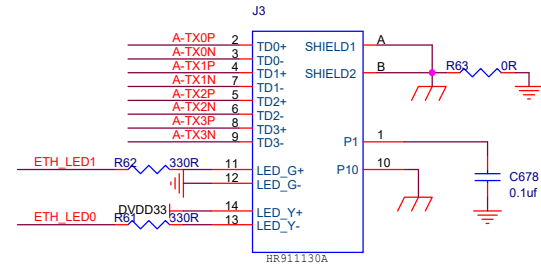 J3
A-TX0P 2 TD0+ SHIELD1 A
A-TX0N 3 TD0-
A-TX1P 4 TD1+ SHIELD2 B R63 0R
A-TX1N 7 TD1-
A-TX2P 5 TD2+
A-TX2N 6 TD2-
A-TX3P 8 TD3+ P1 1
A-TX3N 9 TD3-
ETH_LED1 R62 330R 11 LED_G+ P10 10
12 LED_G-
C678
0.1uf
DVDD33 14 LED_Y+
ETH_LED0 R61 330R 13 LED_Y-
HR911130A